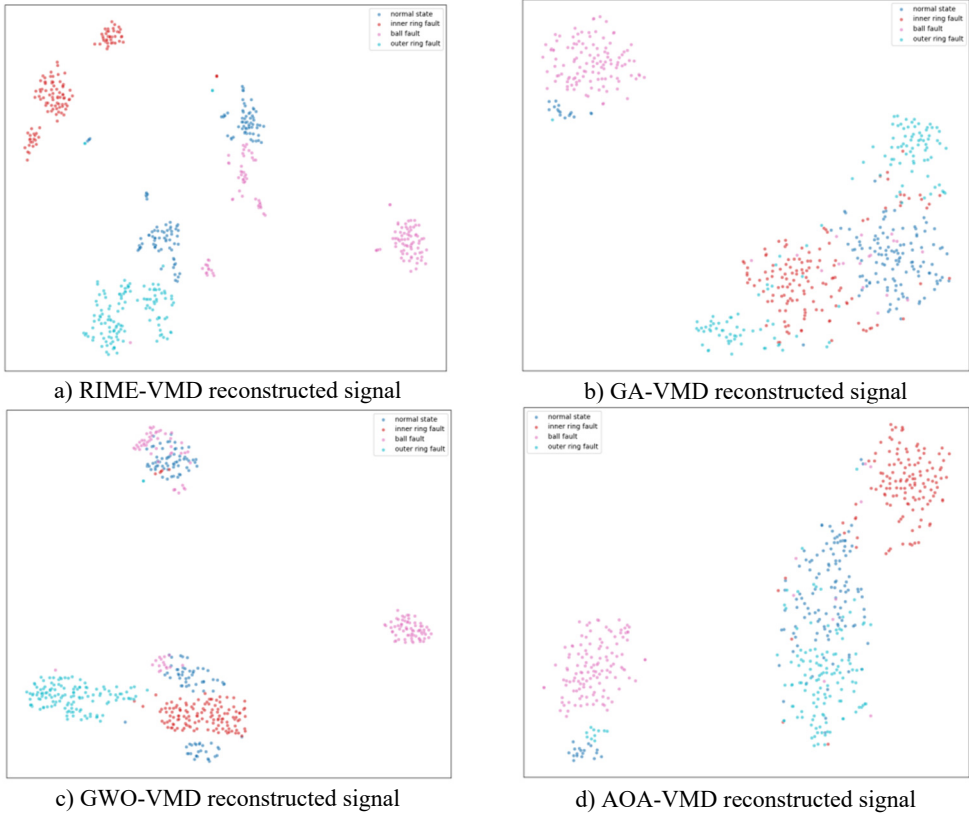 normal state
inner ring fault
ball fault
outer ring fault
normal state
inner ring fault
ball fault
outer ring fault
a) RIME-VMD reconstructed signal
b) GA-VMD reconstructed signal
normal state
inner ring fault
ball fault
outer ring fault
normal state
inner ring fault
ball fault
outer ring fault
c) GWO-VMD reconstructed signal
d) AOA-VMD reconstructed signal